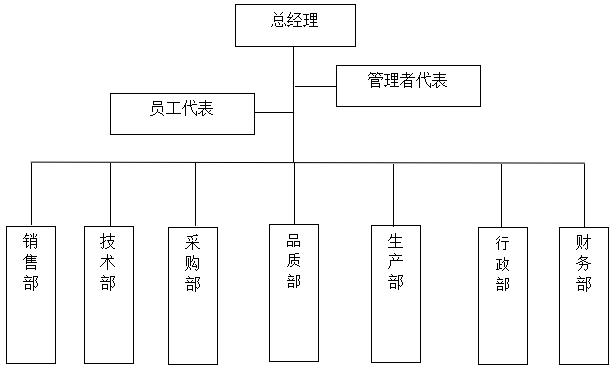 总经理
管理者代表
员工代表
销售部
技术部
采购部
品质部
生产部
行政部
财务部